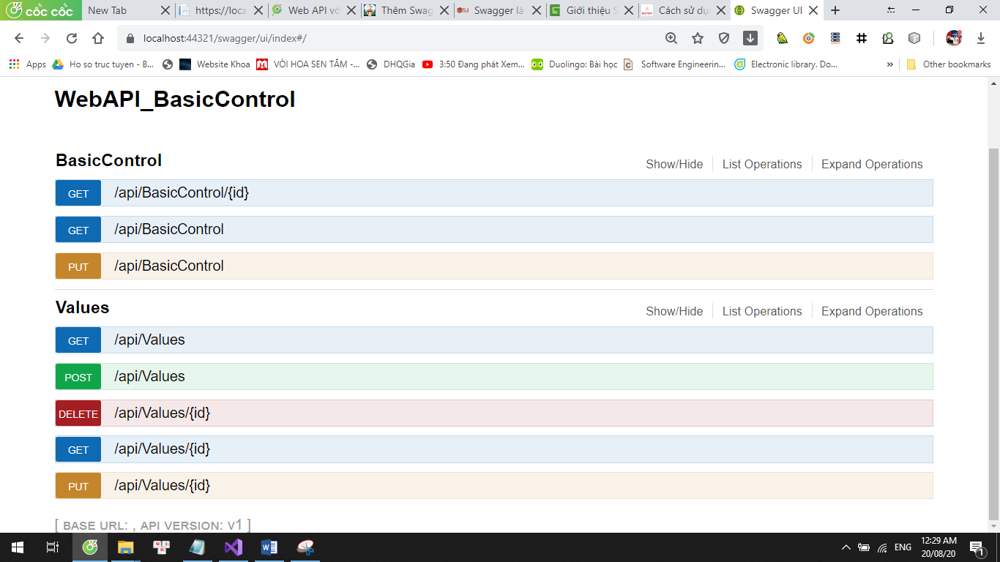 cốc cốc New Tab https://loca Web API vớ Thêm Swag Swagger là Giới thiệu S Cách sử dụ Swagger UI
localhost:44321/swagger/ui/index#/
Apps Ho so truc tuyen - B... Website Khoa VÒI HOA SEN TẮM -... DHQGia 3:50 Đang phát Xem... Duolingo: Bài học Software Engineerin... Electronic library. Do... » Other bookmarks
WebAPI_BasicControl
BasicControl Show/Hide List Operations Expand Operations
GET /api/BasicControl/{id}
GET /api/BasicControl
PUT /api/BasicControl
Values Show/Hide List Operations Expand Operations
GET /api/Values
POST /api/Values
DELETE /api/Values/{id}
GET /api/Values/{id}
PUT /api/Values/{id}
[ BASE URL: , API VERSION: V1 ]
ENG 12:29 AM
20/08/20 1